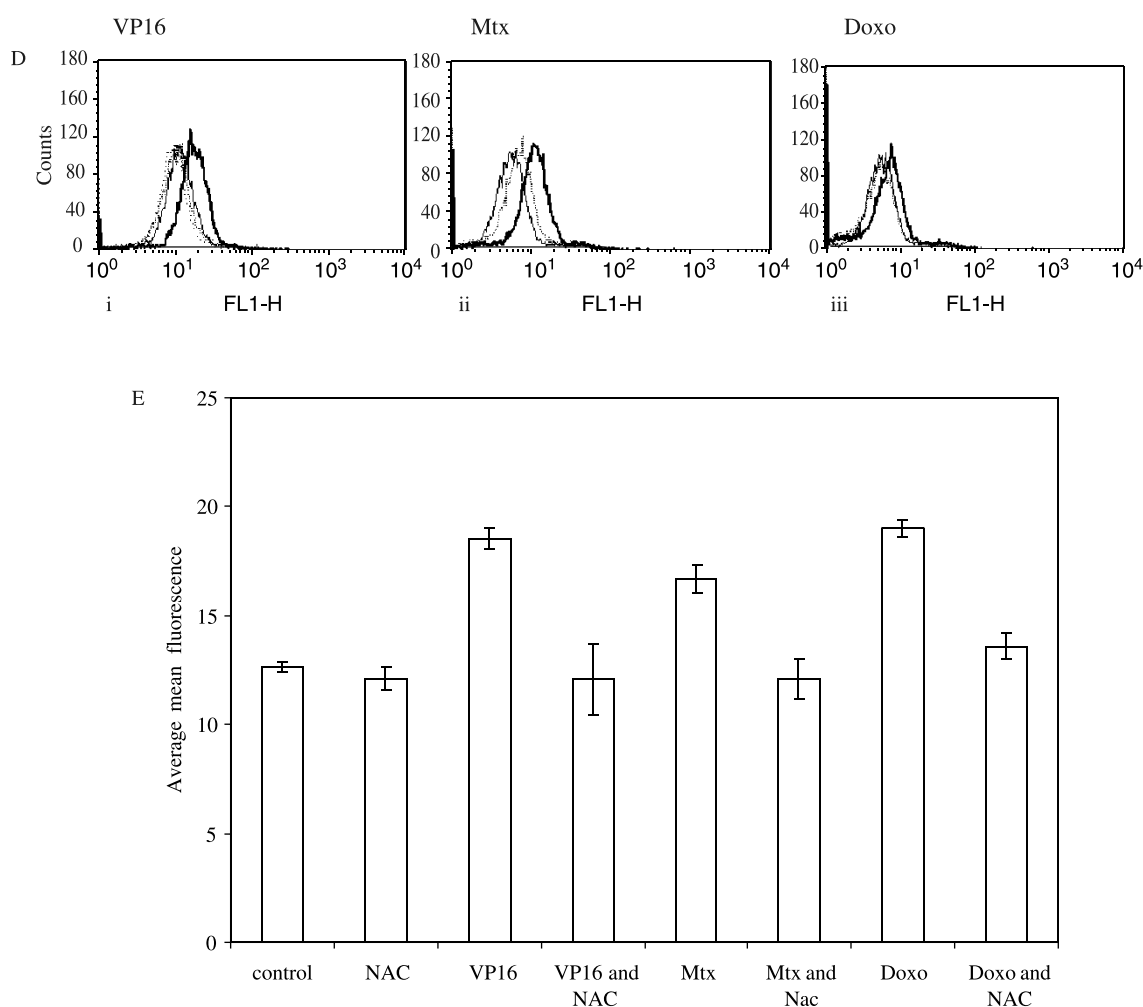 VP16 Mtx Doxo
D
180 180 180
160 160 160
Counts
120 120 120
80 80 80
40 40 40
0 0 0
10^0 10^1 10^2 10^3 10^4 10^0 10^1 10^2 10^3 10^4 10^0 10^1 10^2 10^3 10^4
i FL1-H ii FL1-H iii FL1-H
E
25
20
15
10
5
0
Average mean fluorescence
control NAC VP16 VP16 and Mtx Mtx and Doxo Doxo and
NAC Nac NAC